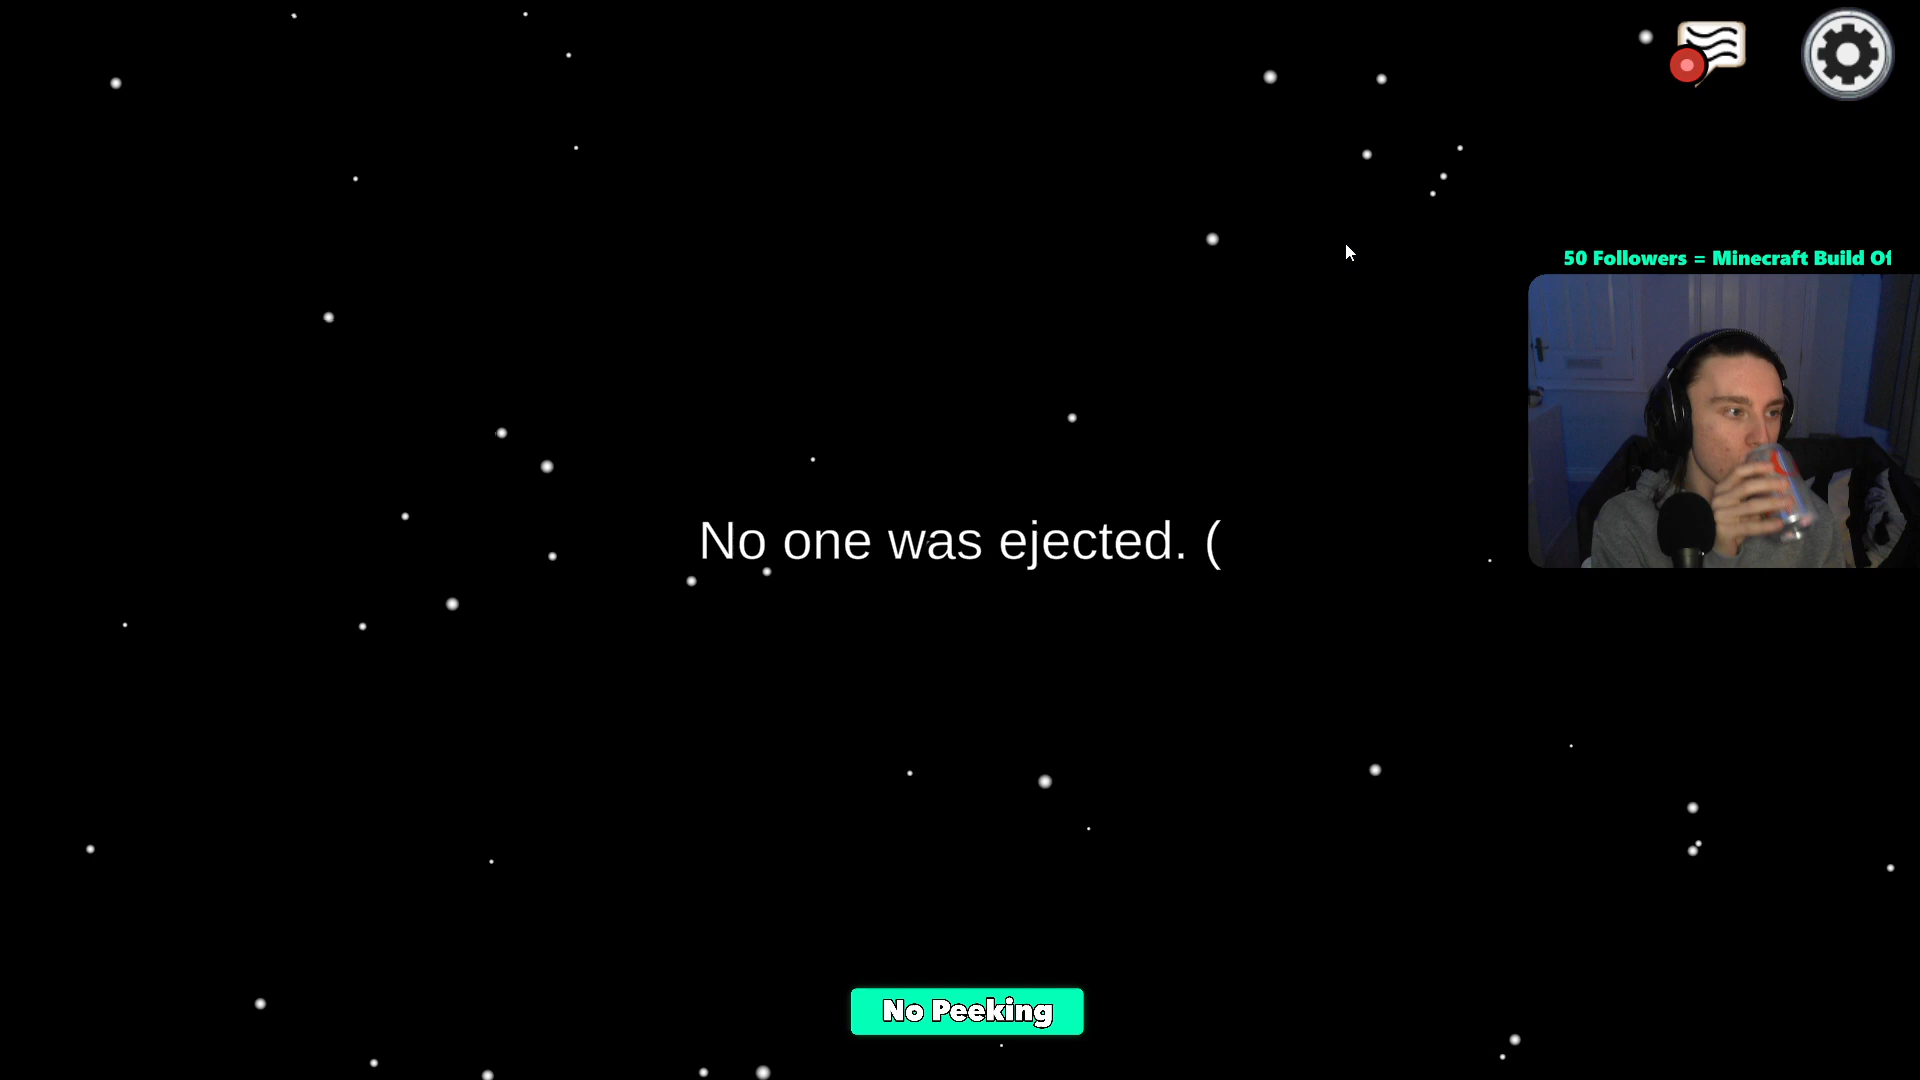 50 Followers = Minecraft Build Of
No one was ejected. (
No Peeking